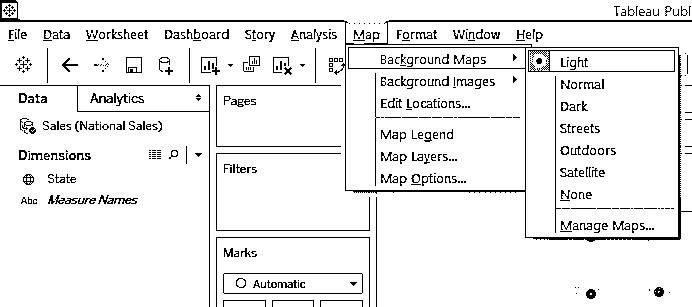 Tableau Publ
File Data Worksheet Dashboard Story Analysis Map Format Window Help
Data Analytics
Sales (National Sales)
Dimensions
State
Abc Measure Names
Pages
Filters
Marks
Automatic
Background Maps
Background Images
Edit Locations...
Map Legend
Map Layers...
Map Options...
Light
Normal
Dark
Streets
Outdoors
Satellite
None
Manage Maps...